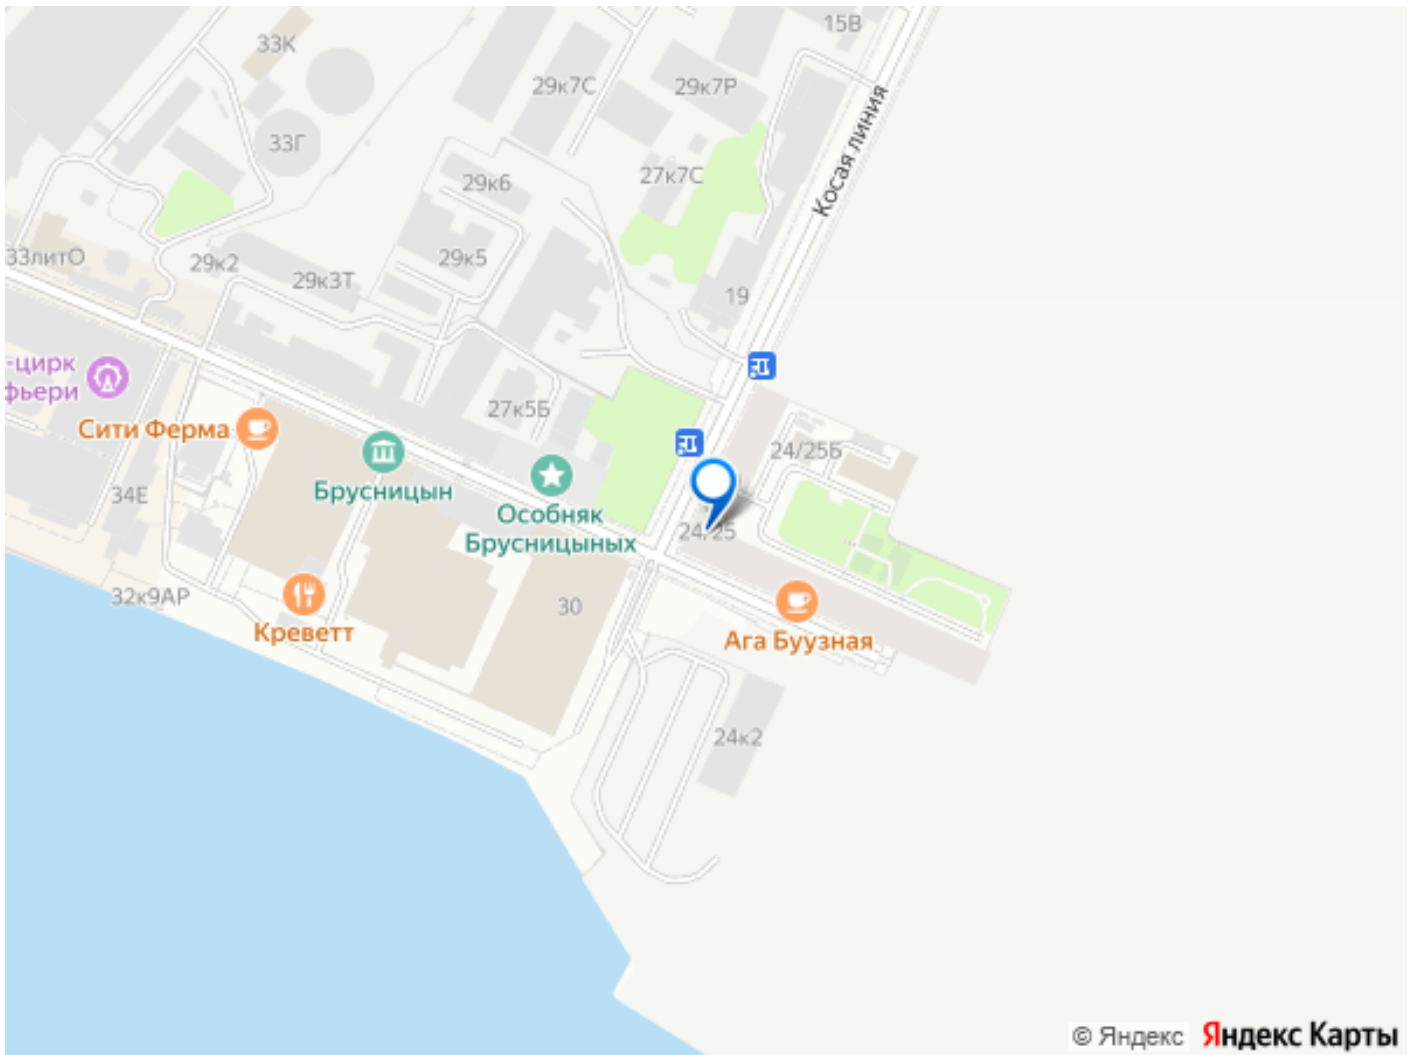 15В
33К
29к7С
29к7Р
Косая линия
33Г
27к7С
29к6
33литО
29к2
29к5
29к3Т
19
-цирк
фьери
Сити Ферма
27к5Б
24/25Б
34Е
Брусницын
Особняк
Брусницыных
24/25
32к9АР
Креветт
30
Ага Буузная
24к2
© Яндекс Яндекс Карты